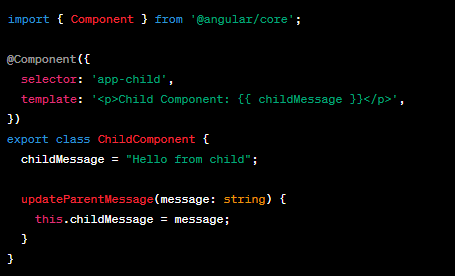 import { Component } from '@angular/core';
@Component({
selector: 'app-child',
template: '<p>Child Component: {{ childMessage }}</p>',
})
export class ChildComponent {
childMessage = "Hello from child";
updateParentMessage(message: string) {
this.childMessage = message;
}
}